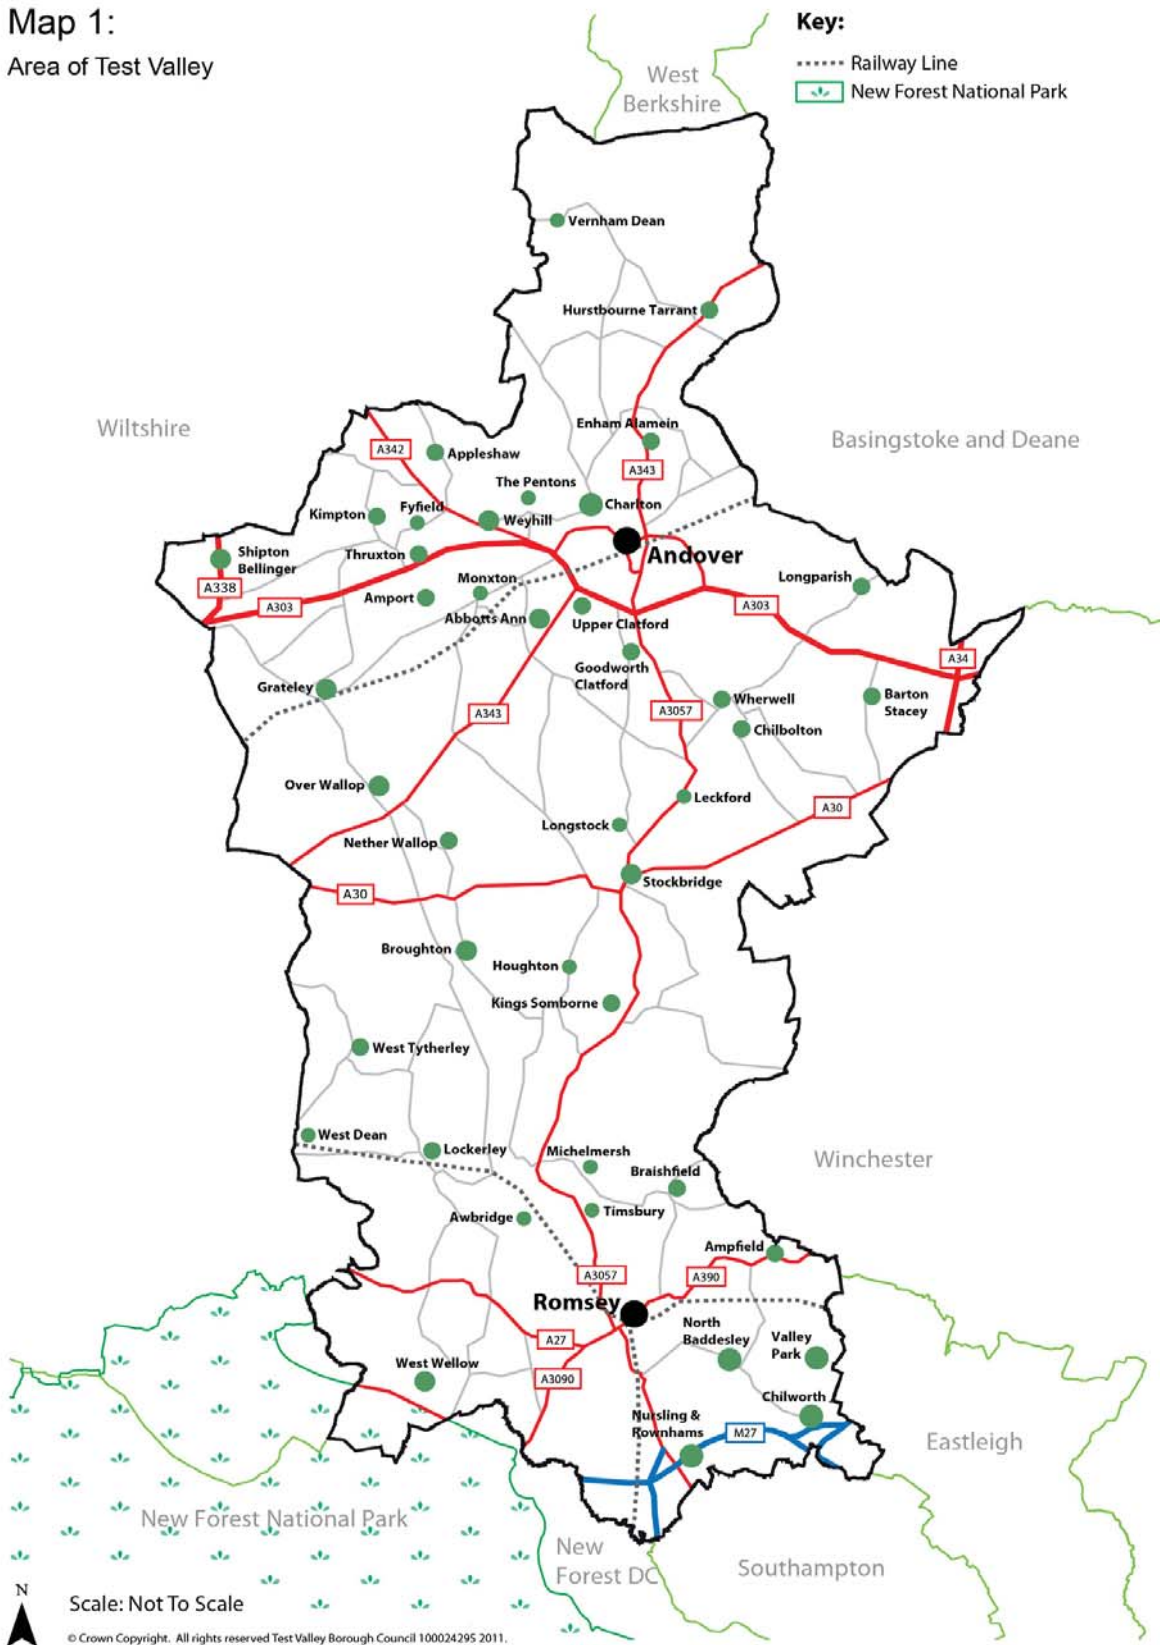 Map 1:
Area of Test Valley
Key:
Railway Line
New Forest National Park
West
Berkshire
Vernham Dean
Hurstbourne Tarrant
Wiltshire
Basingstoke and Deane
Enham Alamein
A342
Appleshaw
A343
The Pentons
Charlton
Kimpton
Fyfield
Weyhill
Andover
Shipton
Bellinger
Thruxton
Longparish
A338
A303
Monxton
Amport
Abbotts Ann
Upper Clatford
A303
A34
Goodworth
Clatford
Grateley
Wherwell
Barton
Stacey
A343
A3057
Chilbolton
Over Wallop
Leckford
A30
Longstock
Nether Wallop
Stockbridge
A30
Broughton
Houghton
Kings Somborne
West Tytherley
West Dean
Lockerley
Michelmersh
Braishfield
Winchester
Awbridge
Timsbury
Ampfield
A3057
A390
Romsey
North
Baddesley
Valley
Park
A27
West Wellow
A3090
Chilworth
Nursling &
Rownhams
M27
Eastleigh
New Forest National Park
New
Forest DC
Southampton
N
Scale: Not To Scale
© Crown Copyright. All rights reserved Test Valley Borough Council 100024295 2011.